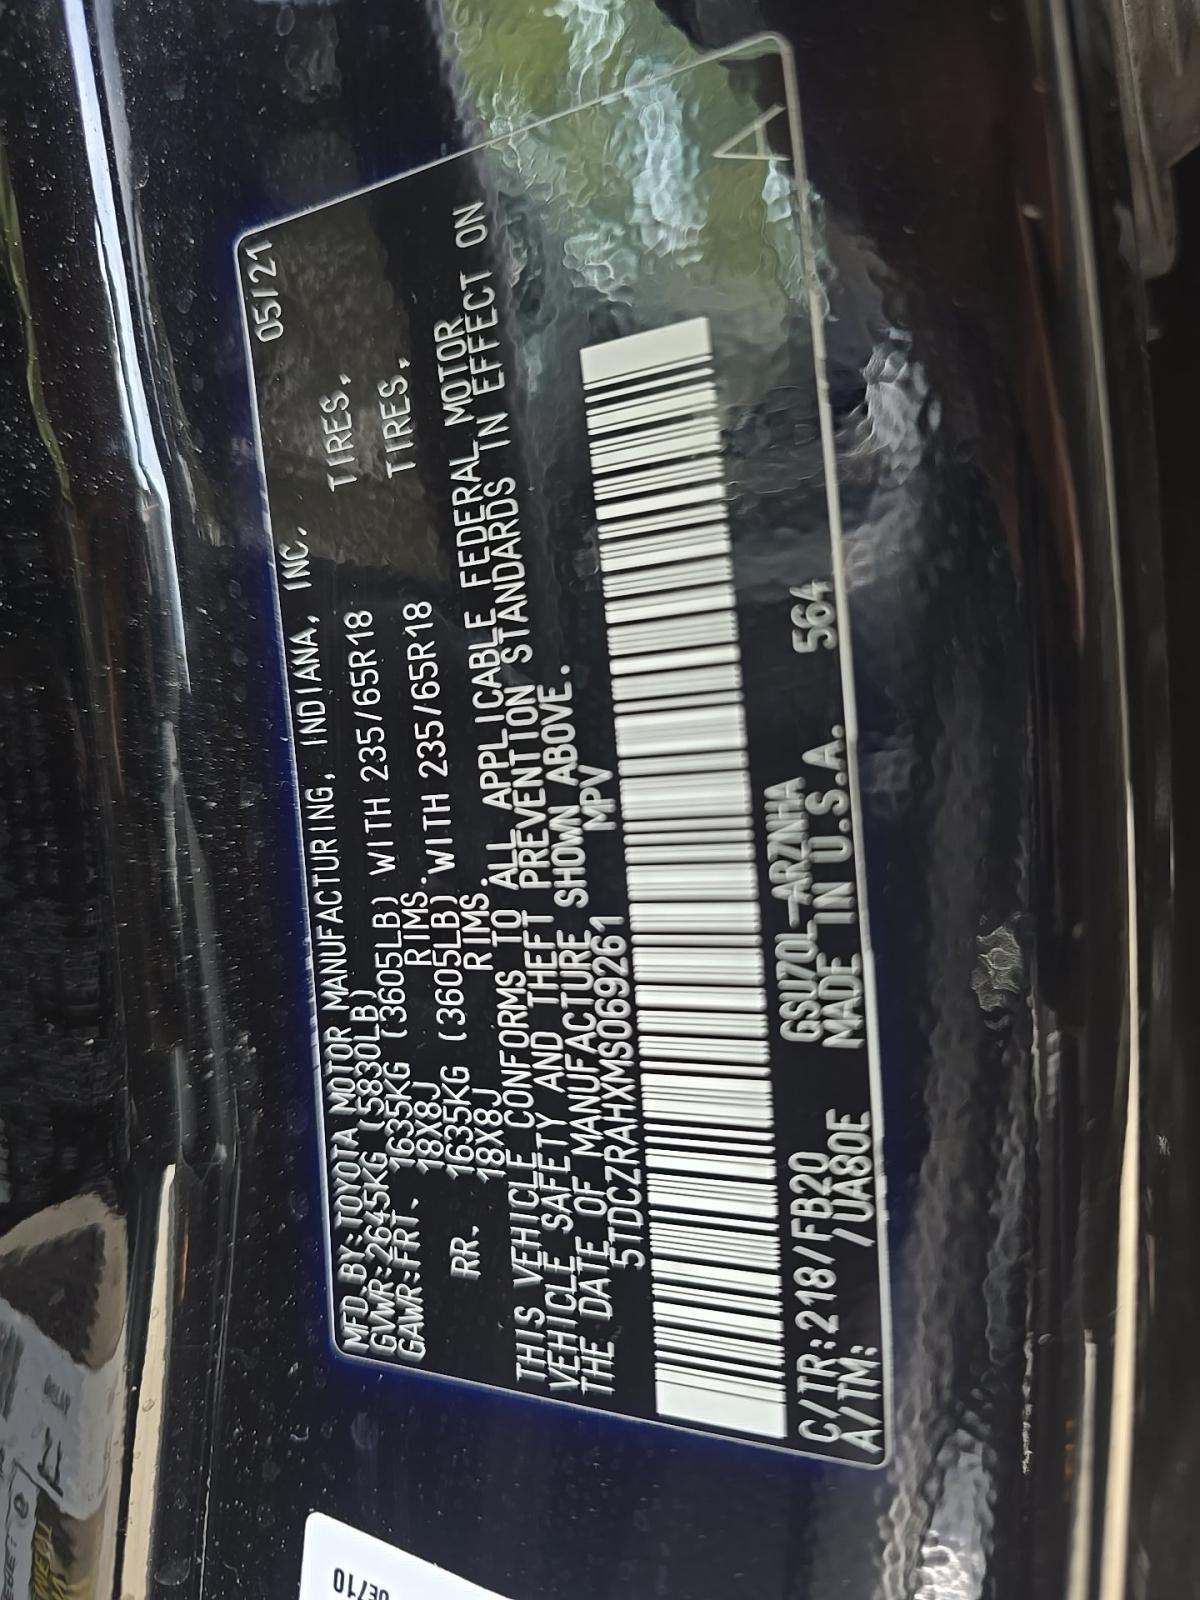 05/21
MFD.BY:TOYOTA MOTOR MANUFACTURING, INDIANA, INC.
GVWR:2645KG (5830LB)
GAWR:FRT. 1635KG (3605LB) WITH 235/65R18 TIRES,
18X8J RIMS.
RR. 1635KG (3605LB) WITH 235/65R18 TIRES,
18X8J RIMS.
THIS VEHICLE CONFORMS TO ALL APPLICABLE FEDERAL MOTOR
VEHICLE SAFETY AND THEFT PREVENTION STANDARDS IN EFFECT ON
THE DATE OF MANUFACTURE SHOWN ABOVE.
5TDCZRAHXMS069261 MPV
C/TR:218/FB20 GSU70L-ARZNHA 564
A/TM: /UA80E MADE IN U.S.A.
A
0E710